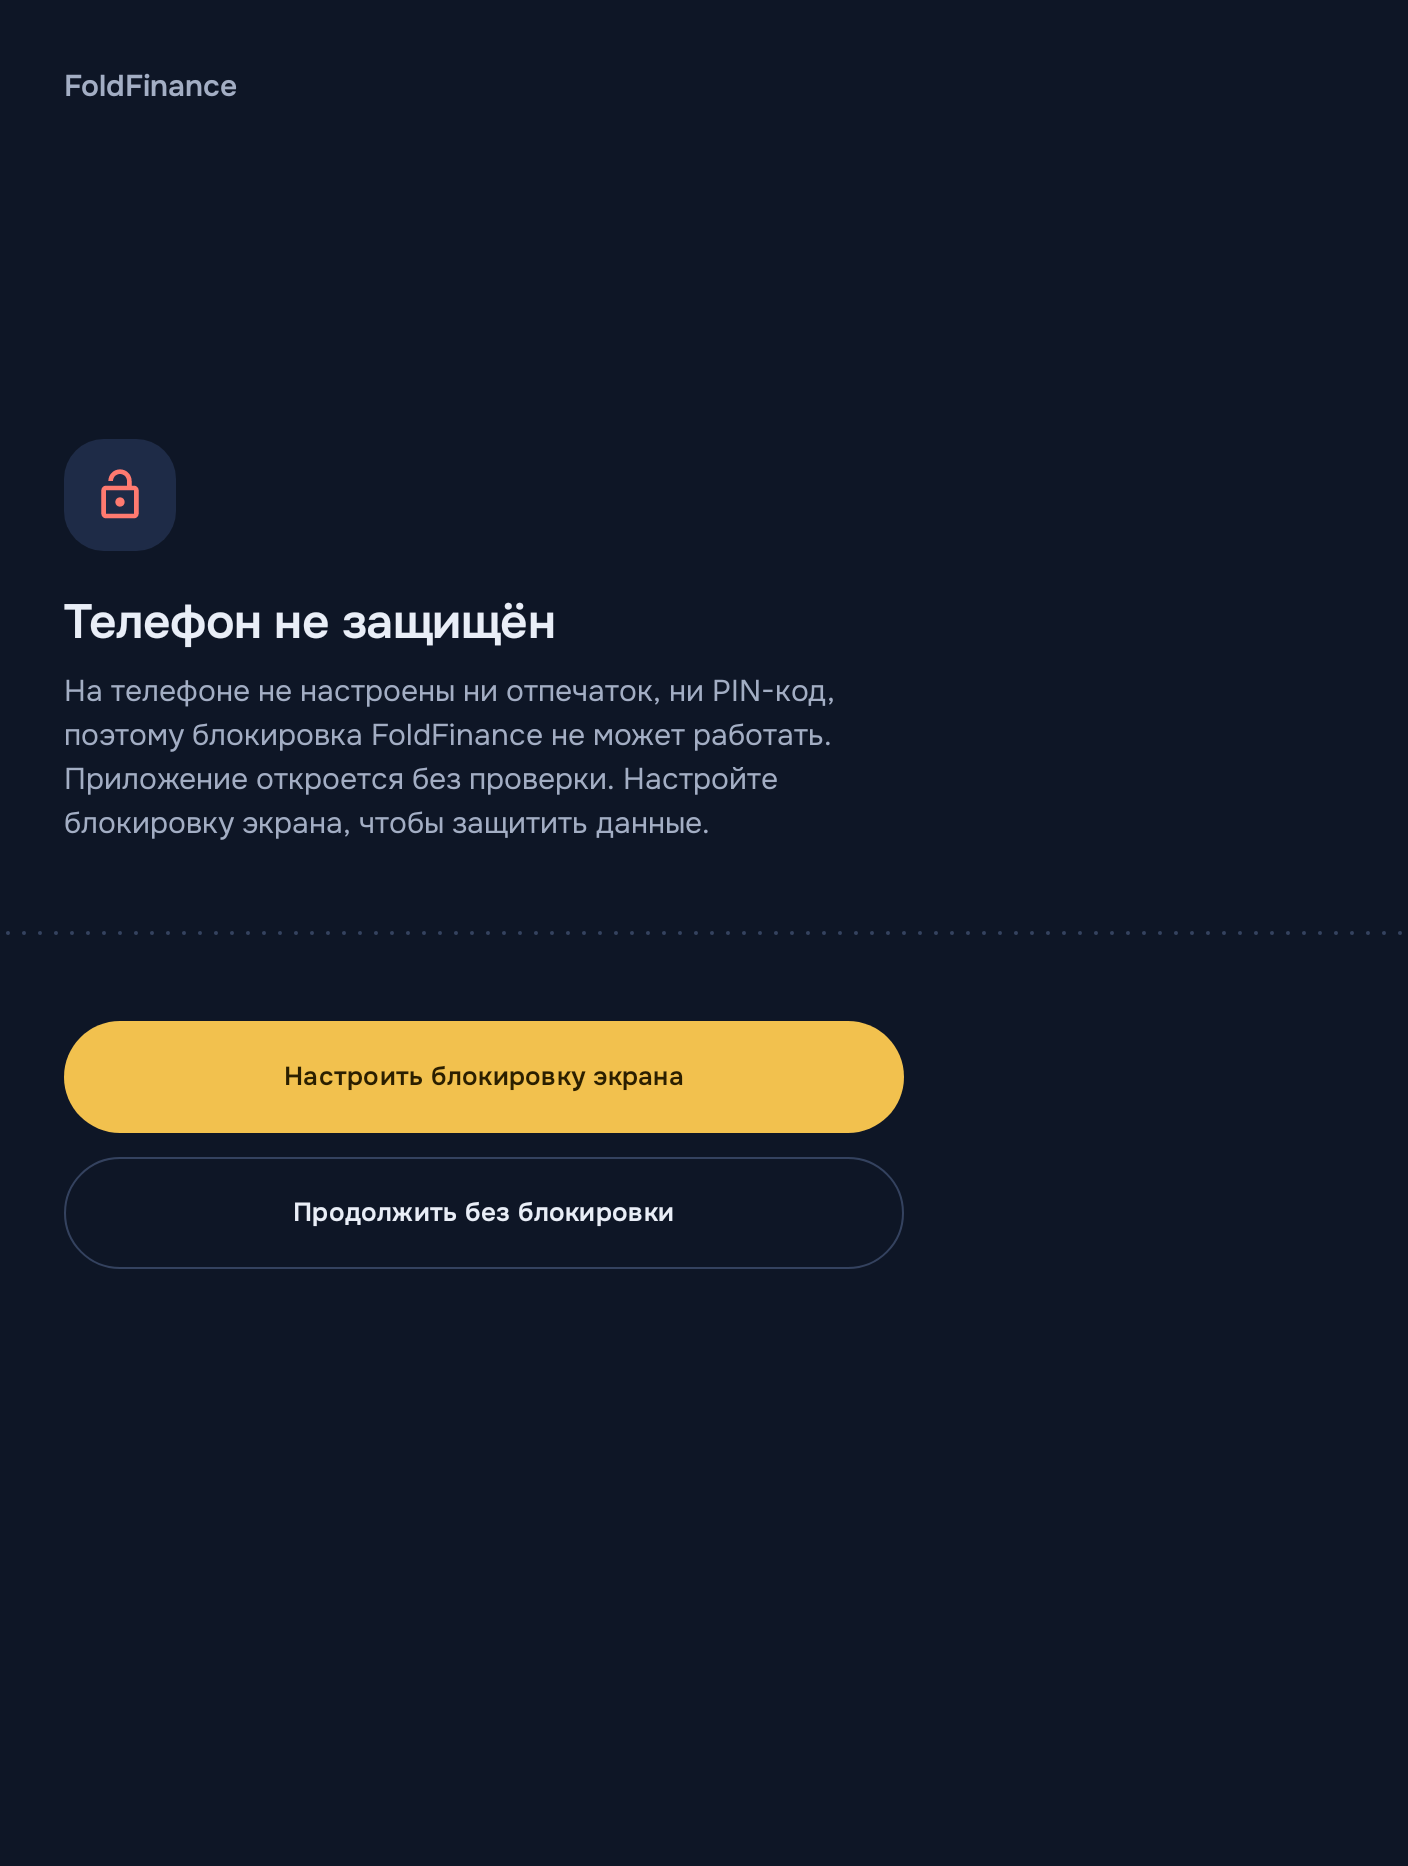 FoldFinance
Телефон не защищён
На телефоне не настроены ни отпечаток, ни PIN-код,
поэтому блокировка FoldFinance не может работать.
Приложение откроется без проверки. Настройте
блокировку экрана, чтобы защитить данные.
Настроить блокировку экрана
Продолжить без блокировки